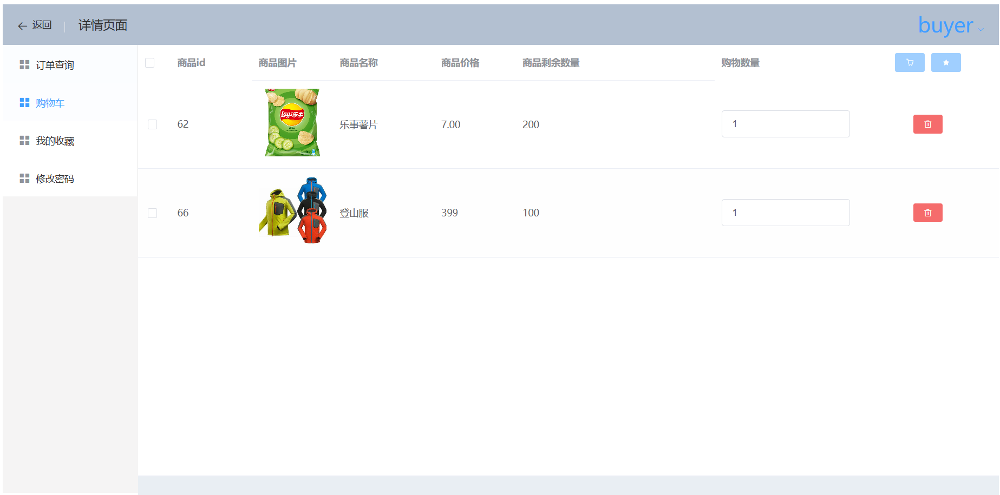 返回 详情页面 buyer
订单查询
购物车
我的收藏
修改密码
商品id 商品图片 商品名称 商品价格 商品剩余数量 购物数量
62 Lay's乐事 乐事薯片 7.00 200 1
66 登山服 399 100 1